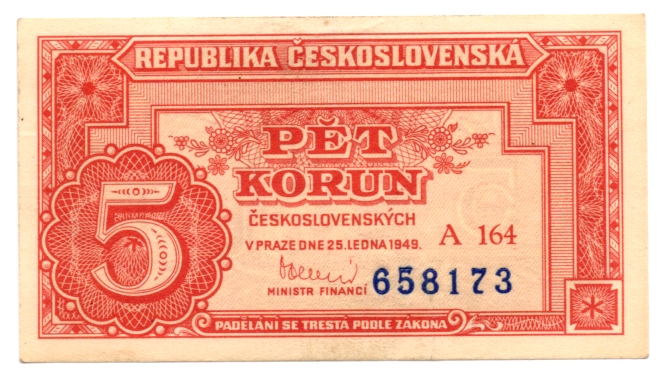 REPUBLIKA ČESKOSLOVENSKÁ
PĚT
KORUN
ČESKOSLOVENSKÝCH
V PRAZE DNE 25. LEDNA 1949.
A 164
5
MINISTR FINANCÍ
658173
PADĚLÁNÍ SE TRESTÁ PODLE ZÁKONA